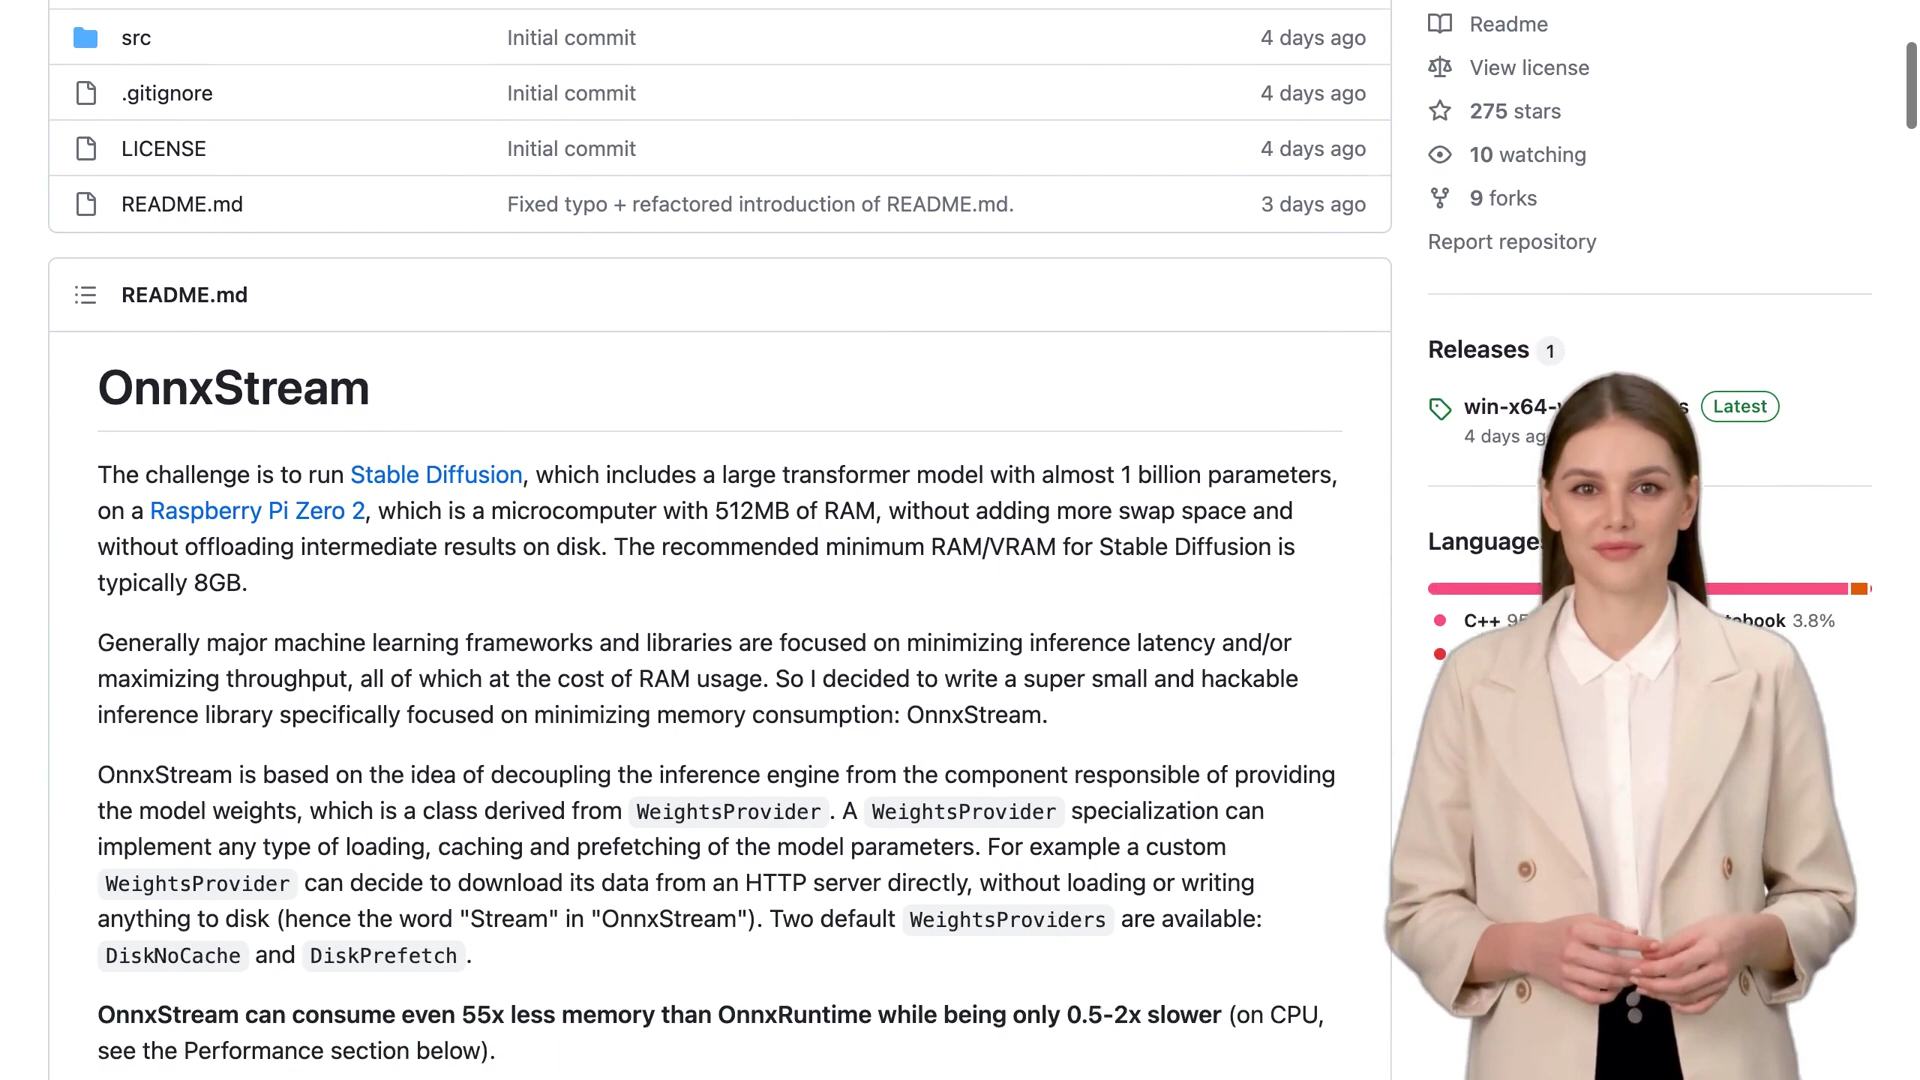 src Initial commit 4 days ago
.gitignore Initial commit 4 days ago
LICENSE Initial commit 4 days ago
README.md Fixed typo + refactored introduction of README.md. 3 days ago
README.md
OnnxStream
The challenge is to run Stable Diffusion, which includes a large transformer model with almost 1 billion parameters,
on a Raspberry Pi Zero 2, which is a microcomputer with 512MB of RAM, without adding more swap space and
without offloading intermediate results on disk. The recommended minimum RAM/VRAM for Stable Diffusion is
typically 8GB.
Generally major machine learning frameworks and libraries are focused on minimizing inference latency and/or
maximizing throughput, all of which at the cost of RAM usage. So I decided to write a super small and hackable
inference library specifically focused on minimizing memory consumption: OnnxStream.
OnnxStream is based on the idea of decoupling the inference engine from the component responsible of providing
the model weights, which is a class derived from WeightsProvider. A WeightsProvider specialization can
implement any type of loading, caching and prefetching of the model parameters. For example a custom
WeightsProvider can decide to download its data from an HTTP server directly, without loading or writing
anything to disk (hence the word "Stream" in "OnnxStream"). Two default WeightsProviders are available:
DiskNoCache and DiskPrefetch.
OnnxStream can consume even 55x less memory than OnnxRuntime while being only 0.5-2x slower (on CPU,
see the Performance section below).
Readme
View license
275 stars
10 watching
9 forks
Report repository
Releases 1
win-x64- Latest
4 days
Language
C++ 3.8%